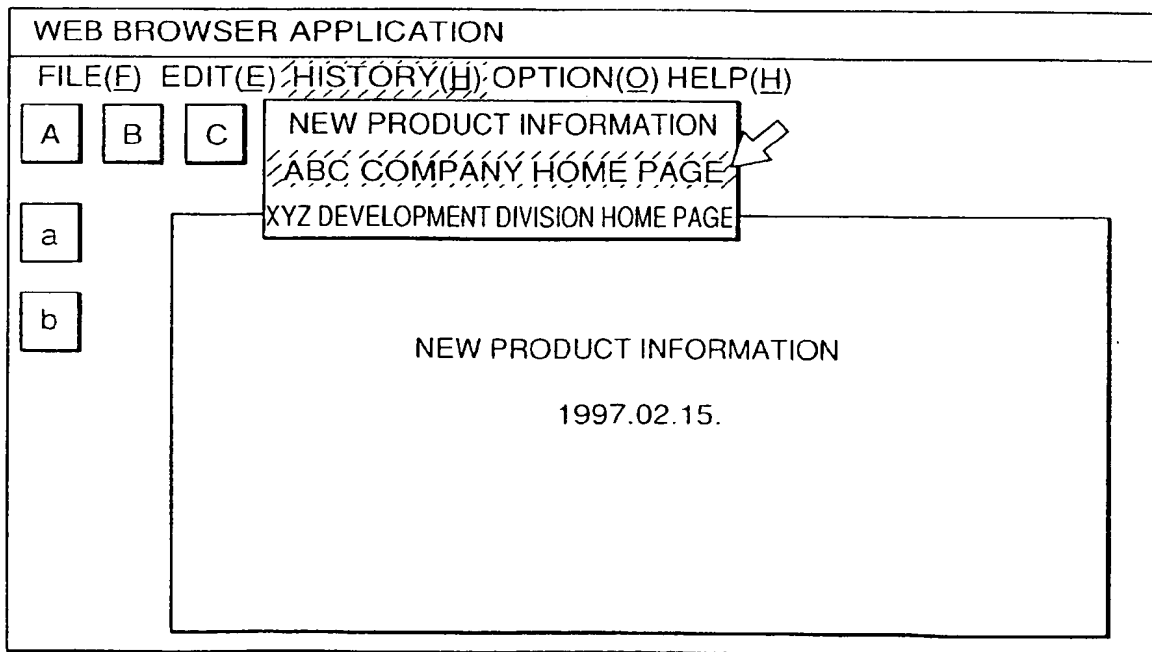 WEB BROWSER APPLICATION
FILE(F) EDIT(E) HISTORY(H) OPTION(O) HELP(H)
A B C
NEW PRODUCT INFORMATION
ABC COMPANY HOME PAGE
XYZ DEVELOPMENT DIVISION HOME PAGE
a
b
NEW PRODUCT INFORMATION
1997.02.15.